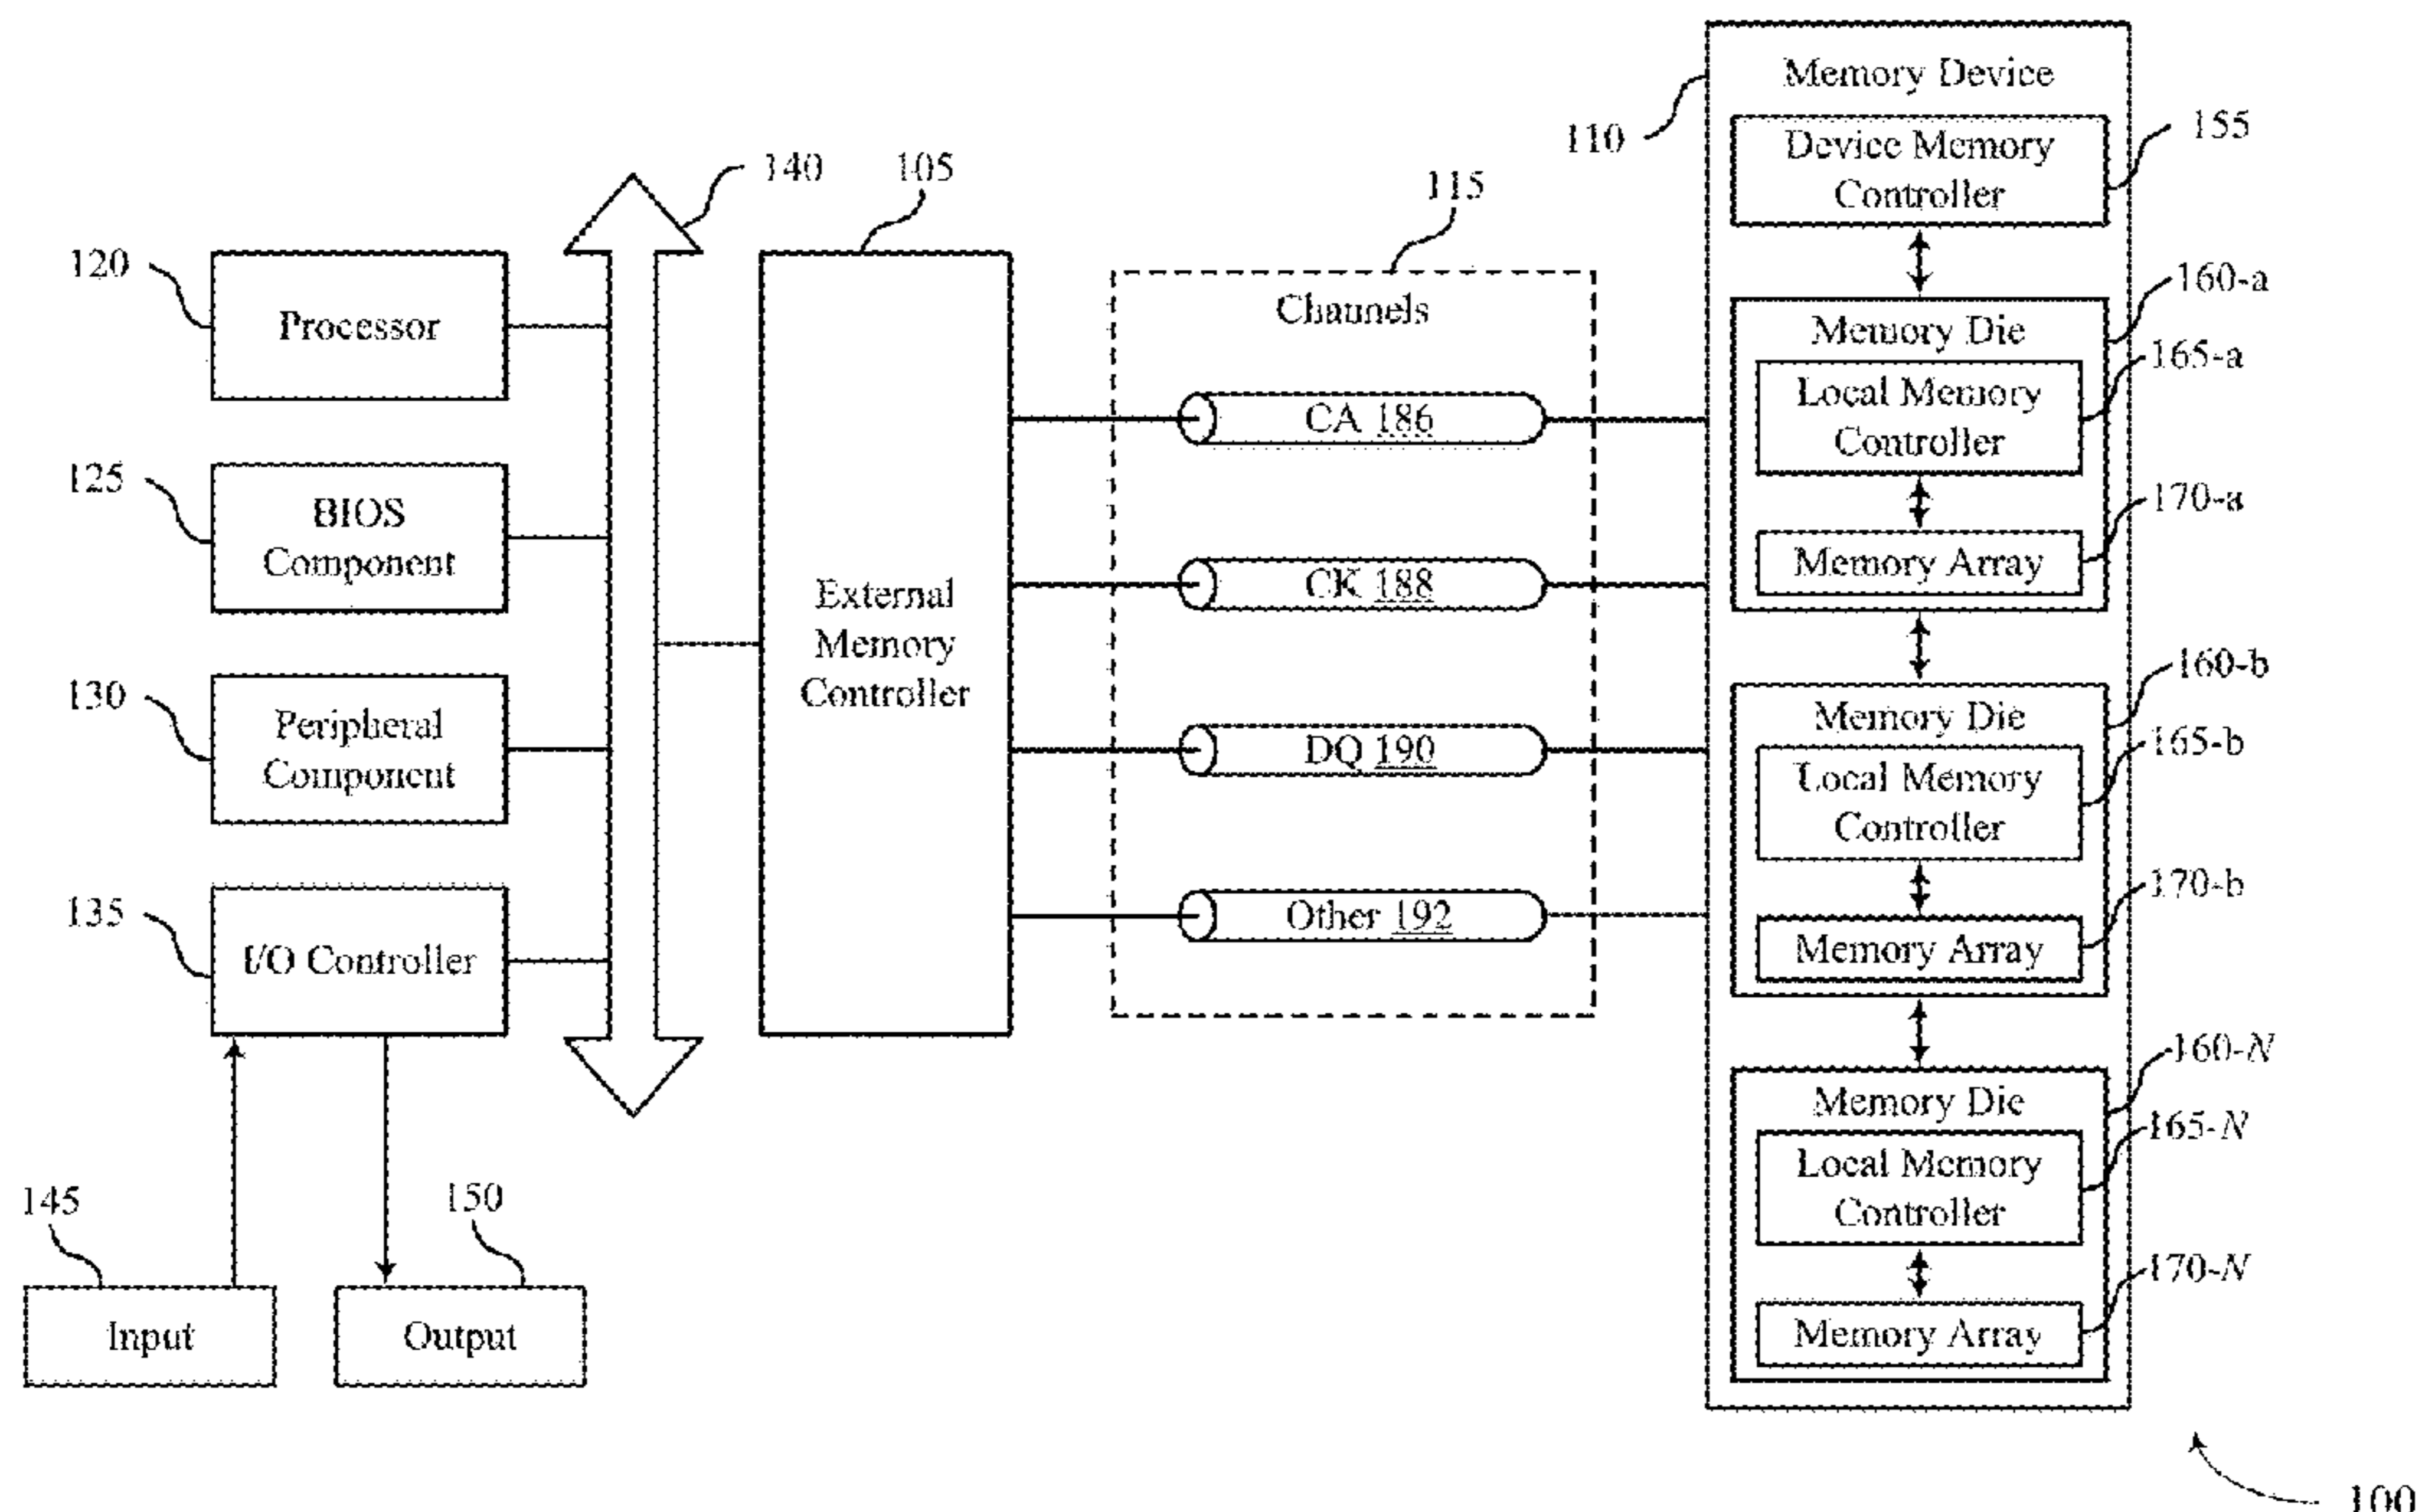 Memory Device
110
Device Memory
Controller
155
140
105
115
120
Processor
160-a
Channels
Memory Die
165-a
Local Memory
Controller
CA 186
125
BIOS
Component
170-a
Memory Array
CK 188
External
Memory
Controller
160-b
Memory Die
130
Peripheral
Component
165-b
Local Memory
Controller
DQ 190
135
I/O Controller
170-b
Memory Array
Other 192
160-N
Memory Die
165-N
Local Memory
Controller
145
150
170-N
Memory Array
Input
Output
100